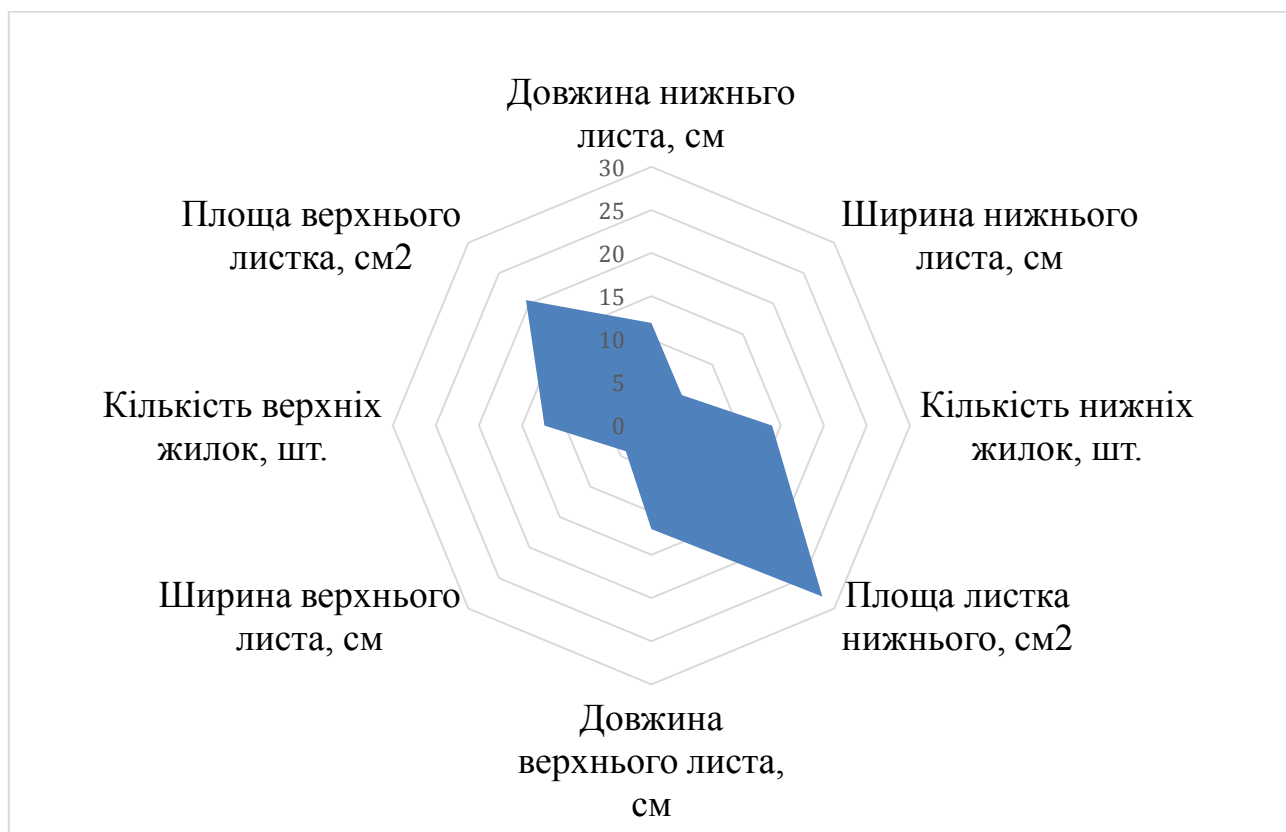 Довжина нижньго
листа, см
Ширина нижнього
листа, см
Кількість нижніх
жилок, шт.
Площа листка
нижнього, см2
Довжина
верхнього листа,
см
Ширина верхнього
листа, см
Кількість верхніх
жилок, шт.
Площа верхнього
листка, см2
30
25
20
15
10
5
0